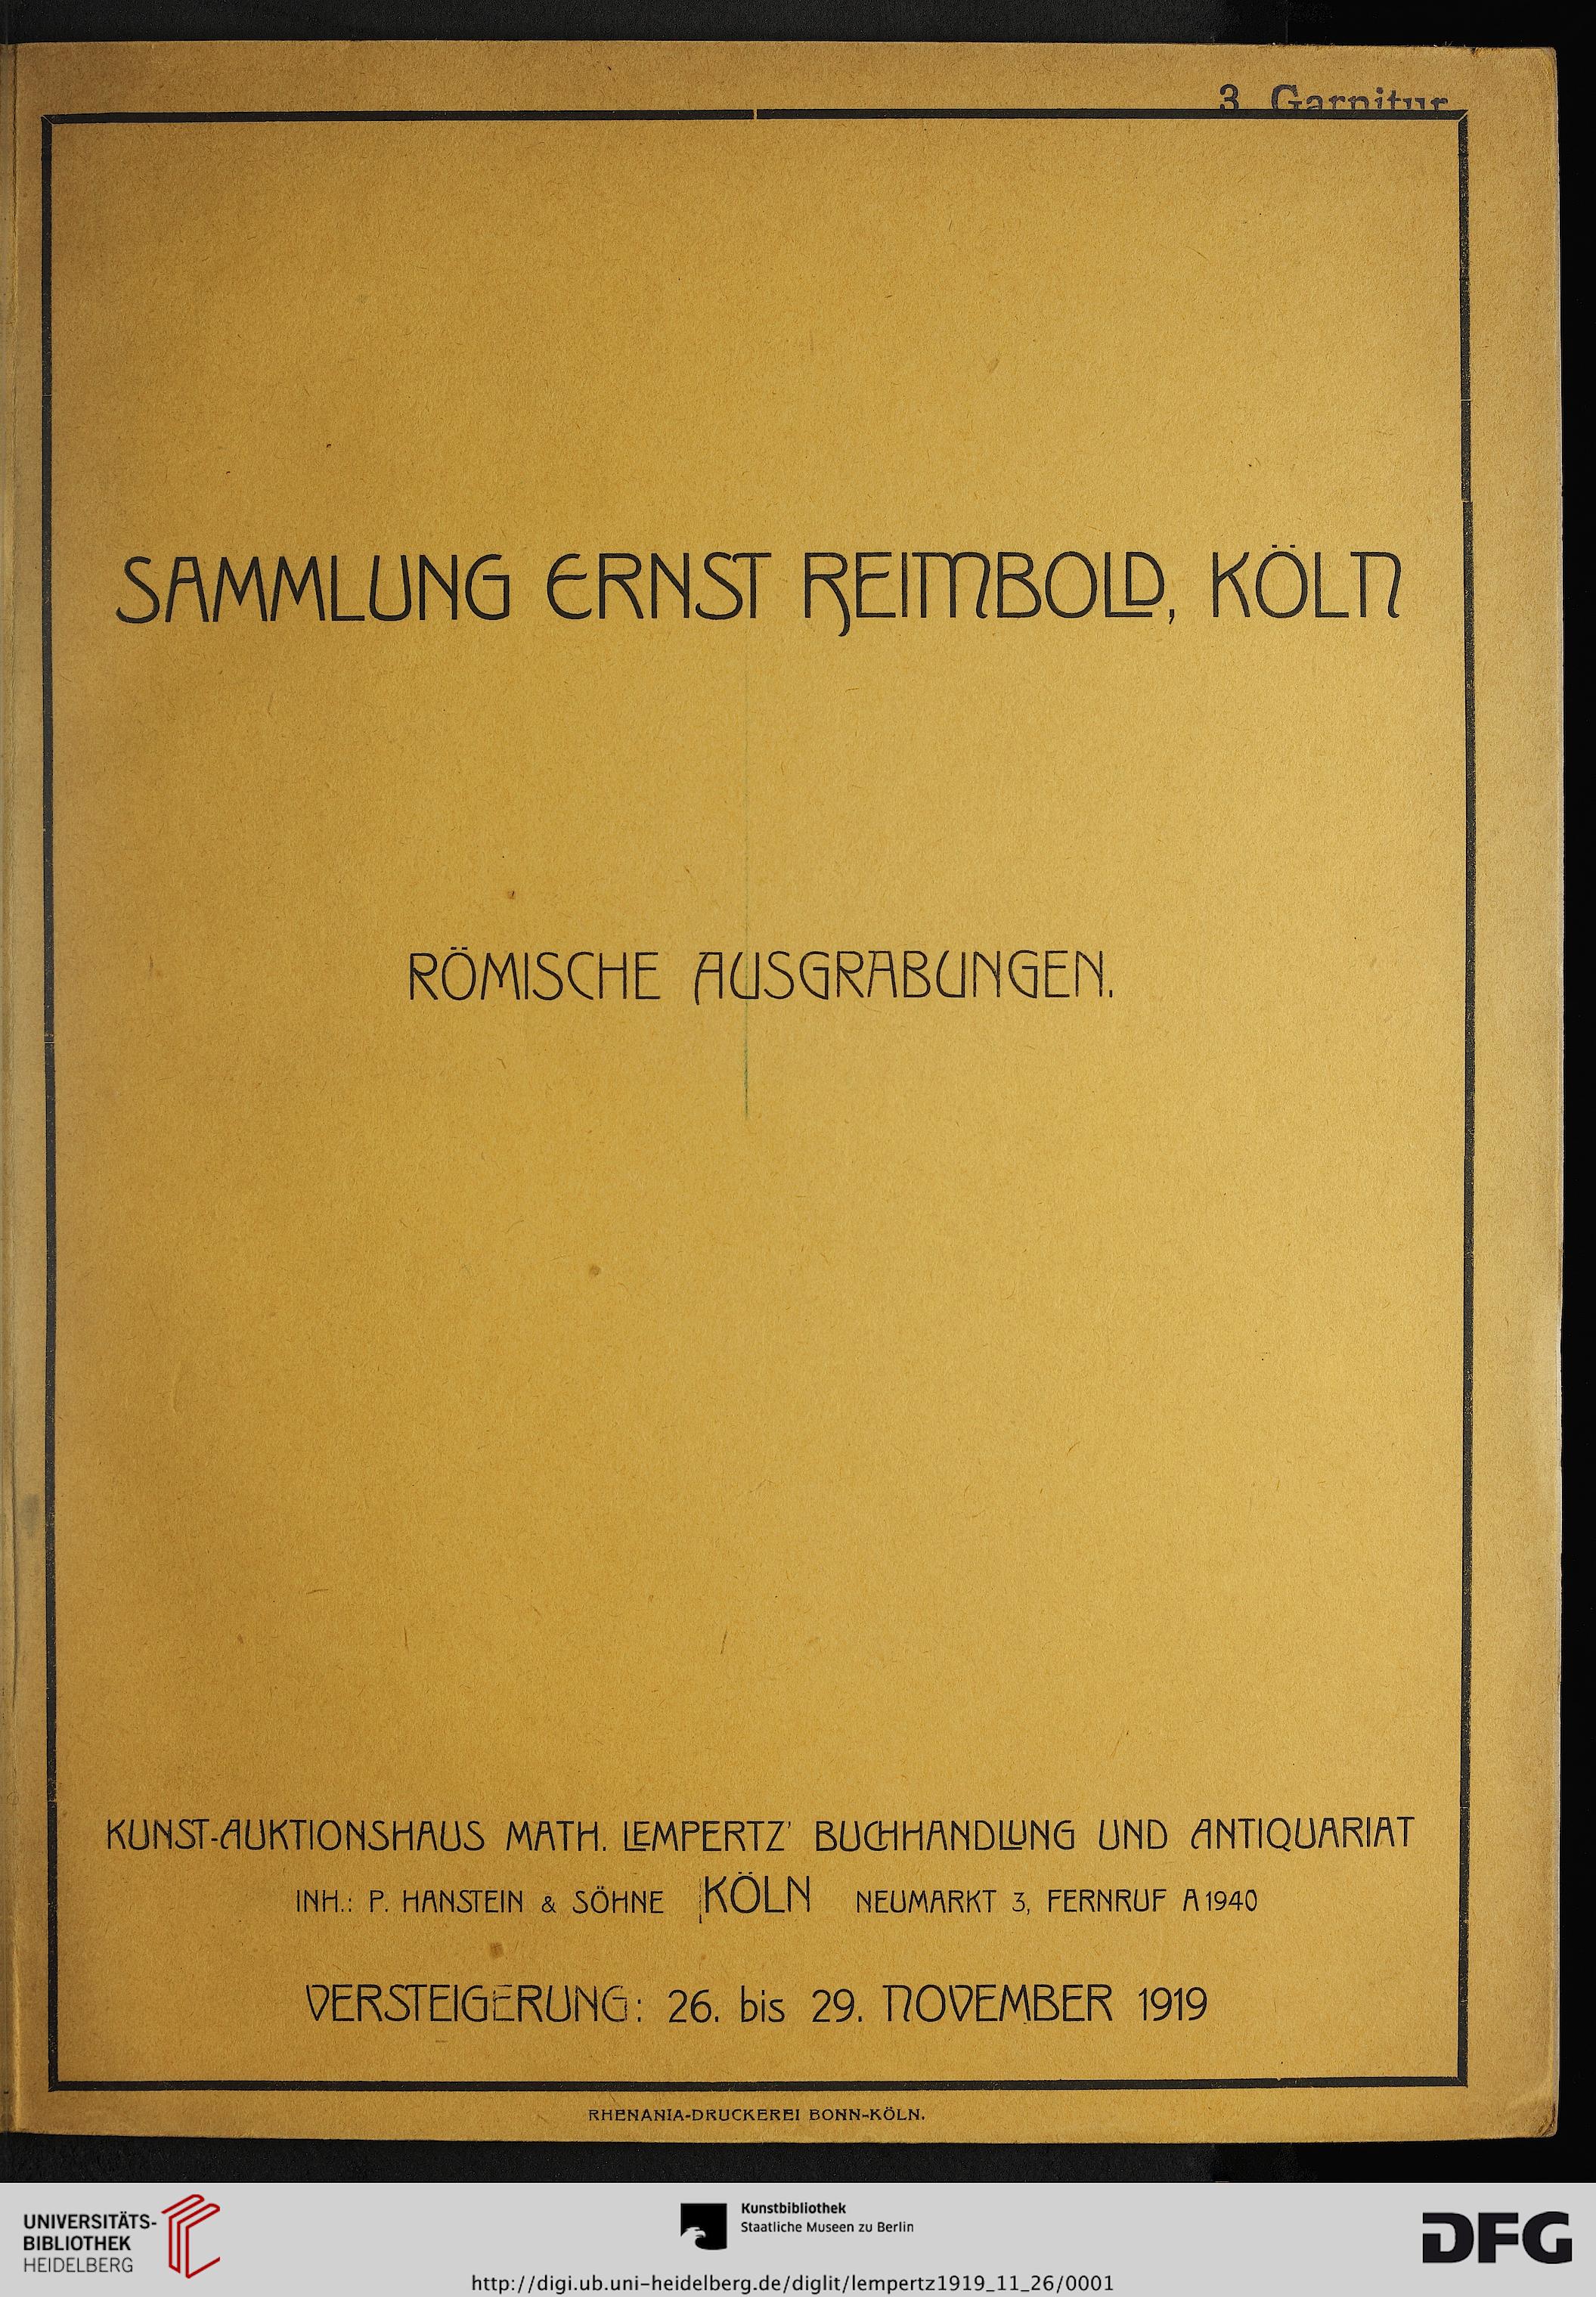 3. Garnitur
SAMMLUNG ERNST REIMBOLD, KÖLN
RÖMISCHE AUSGRABUNGEN.
KUNST-AUKTIONSHAUS MATH. LEMPERTZ' BUCHHANDLUNG UND ANTIQUARIAT
INH.: P. HANSTEIN & SÖHNE KÖLN NEUMARKT 3, FERNRUF A 1940
VERSTEIGERUNG: 26. bis 29. NOVEMBER 1919
RHENANIA-DRUCKEREI BONN-KÖLN.
UNIVERSITÄTS-
BIBLIOTHEK
HEIDELBERG
Kunstbibliothek
Staatliche Museen zu Berlin
DFG
http://digi.ub.uni-heidelberg.de/diglit/lempertz1919_11_26/0001